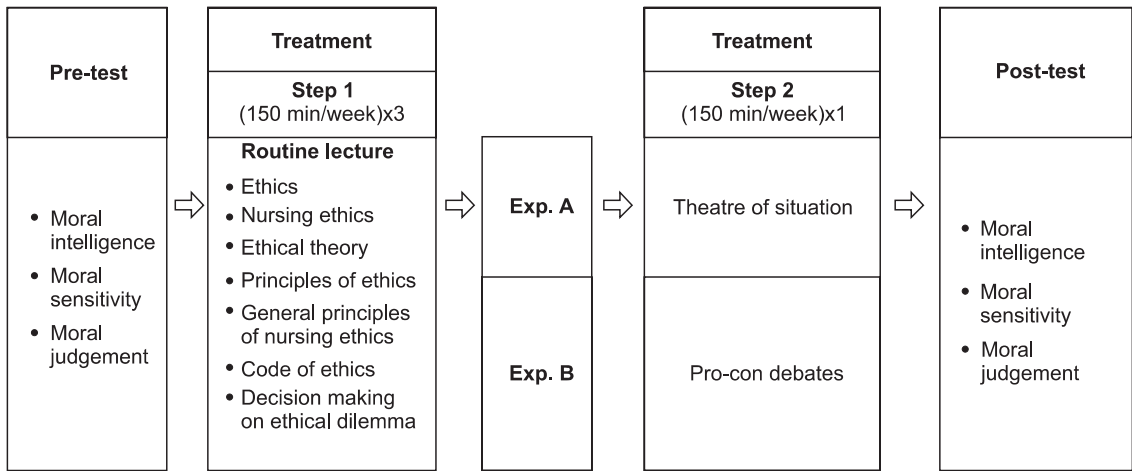 Pre-test
• Moral
intelligence
• Moral
sensitivity
• Moral
judgement
Treatment
Step 1
(150 min/week)x3
Routine lecture
• Ethics
• Nursing ethics
• Ethical theory
• Principles of ethics
• General principles
of nursing ethics
• Code of ethics
• Decision making
on ethical dilemma
Exp. A
Exp. B
Treatment
Step 2
(150 min/week)x1
Theatre of situation
Pro-con debates
Post-test
• Moral
intelligence
• Moral
sensitivity
• Moral
judgement